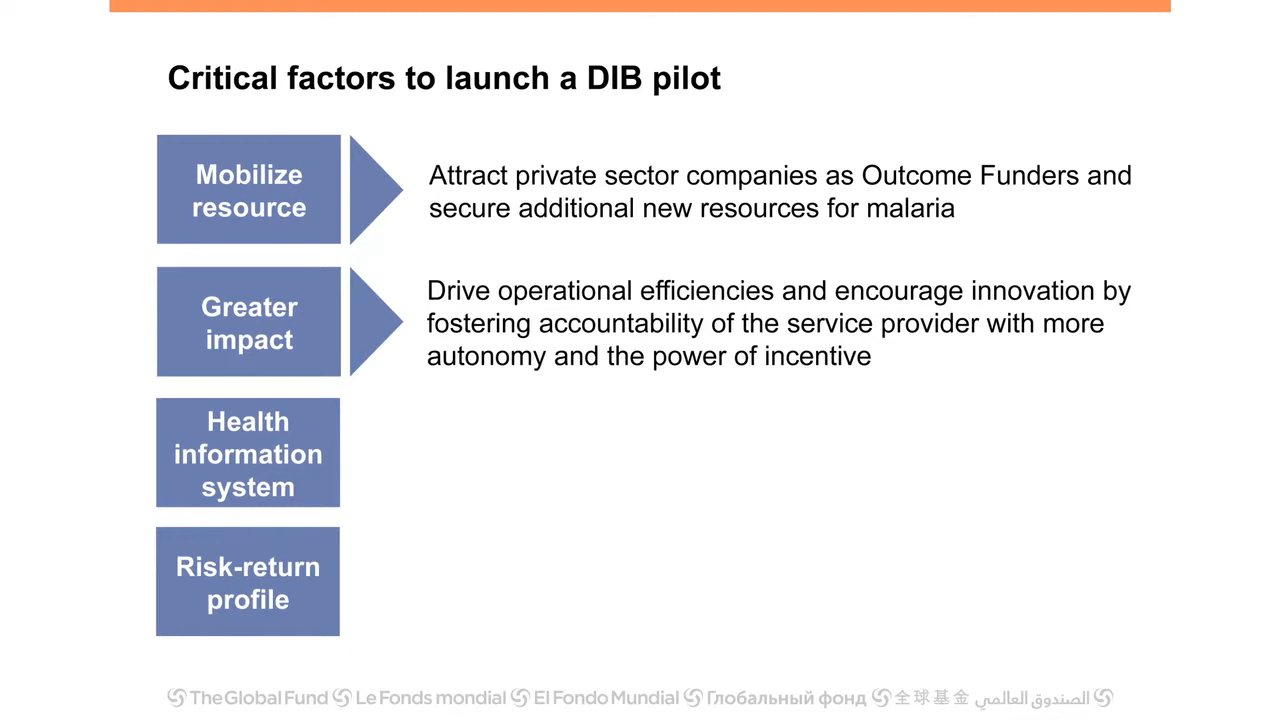 Critical factors to launch a DIB pilot
Mobilize
resource
Attract private sector companies as Outcome Funders and
secure additional new resources for malaria
Greater
impact
Drive operational efficiencies and encourage innovation by
fostering accountability of the service provider with more
autonomy and the power of incentive
Health
information
system
Risk-return
profile
The Global Fund Le Fonds mondial El Fondo Mundial Глобальный фонд 全球基金 الصندوق العالمي